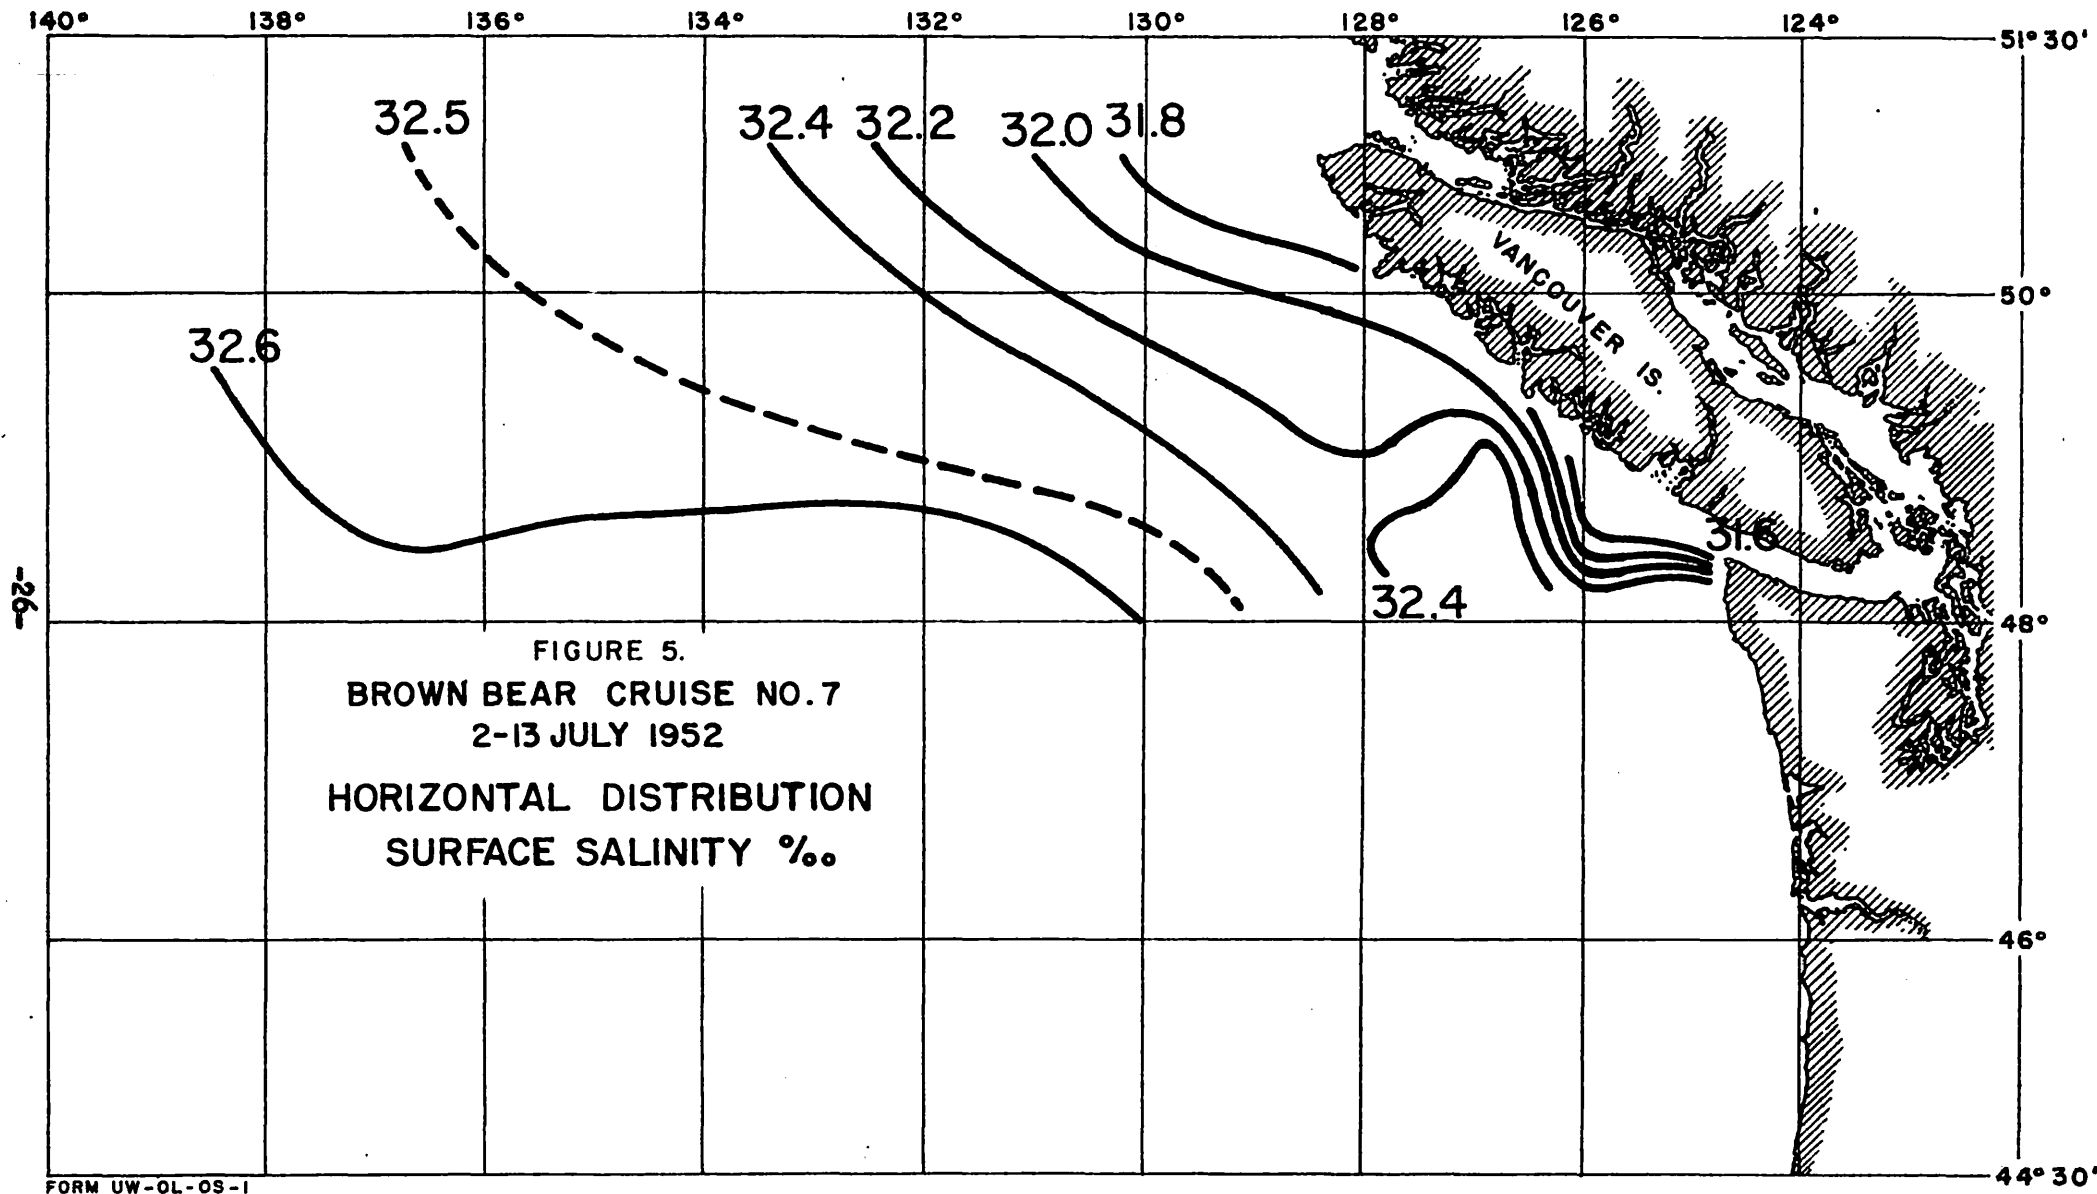 140° 138° 136° 134° 132° 130° 128° 126° 124°
51°30'
32.5 32.4 32.2 32.0 31.8
VANCOUVER IS.
50°
32.6
31.6
32.4
48°
-26-
FIGURE 5.
BROWN BEAR CRUISE NO. 7
2-13 JULY 1952
HORIZONTAL DISTRIBUTION
SURFACE SALINITY ‰
46°
44°30'
FORM UW-OL-OS-1